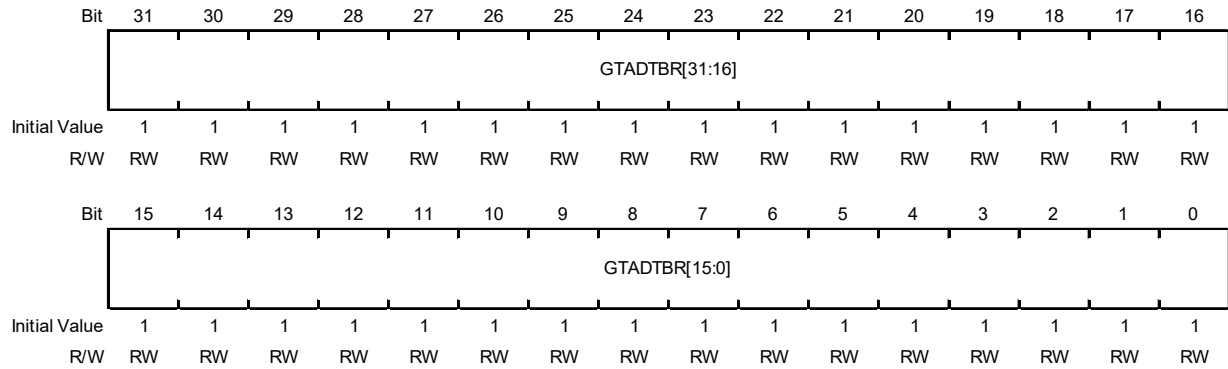 Bit 31 30 29 28 27 26 25 24 23 22 21 20 19 18 17 16
GTADTBR[31:16]
Initial Value 1 1 1 1 1 1 1 1 1 1 1 1 1 1 1 1
R/W RW RW RW RW RW RW RW RW RW RW RW RW RW RW RW RW
Bit 15 14 13 12 11 10 9 8 7 6 5 4 3 2 1 0
GTADTBR[15:0]
Initial Value 1 1 1 1 1 1 1 1 1 1 1 1 1 1 1 1
R/W RW RW RW RW RW RW RW RW RW RW RW RW RW RW RW RW